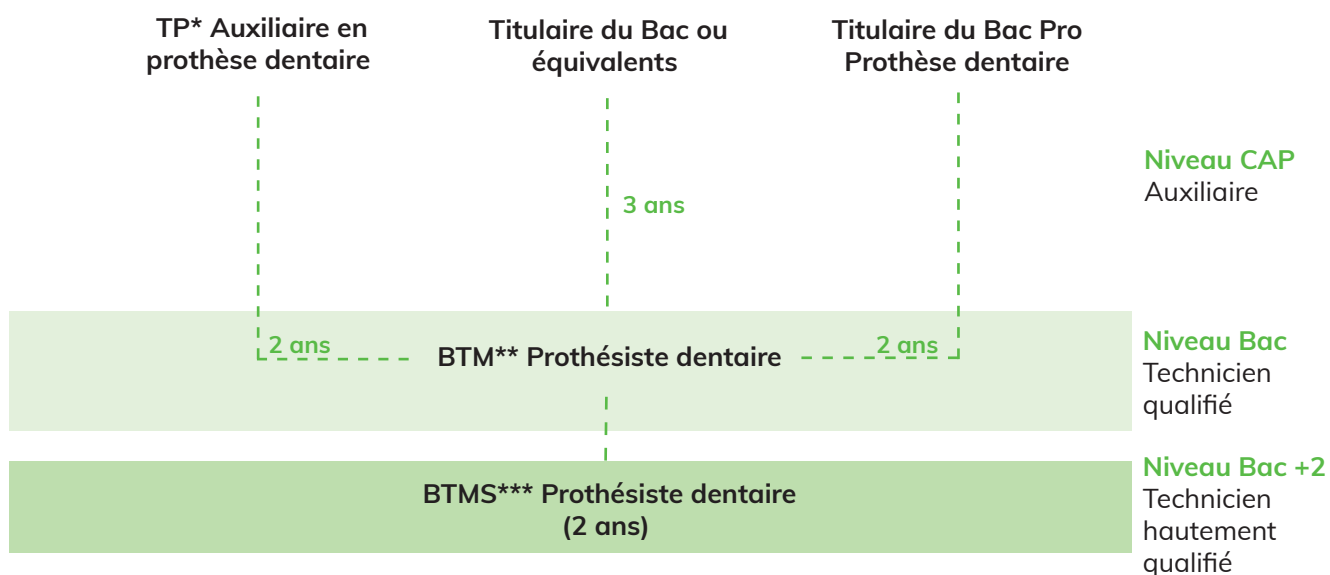 TP* Auxiliaire en
prothèse dentaire
Titulaire du Bac ou
équivalents
Titulaire du Bac Pro
Prothèse dentaire
Niveau CAP
Auxiliaire
3 ans
2 ans
BTM** Prothésiste dentaire
2 ans
Niveau Bac
Technicien
qualifié
BTMS*** Prothésiste dentaire
(2 ans)
Niveau Bac +2
Technicien
hautement
qualifié